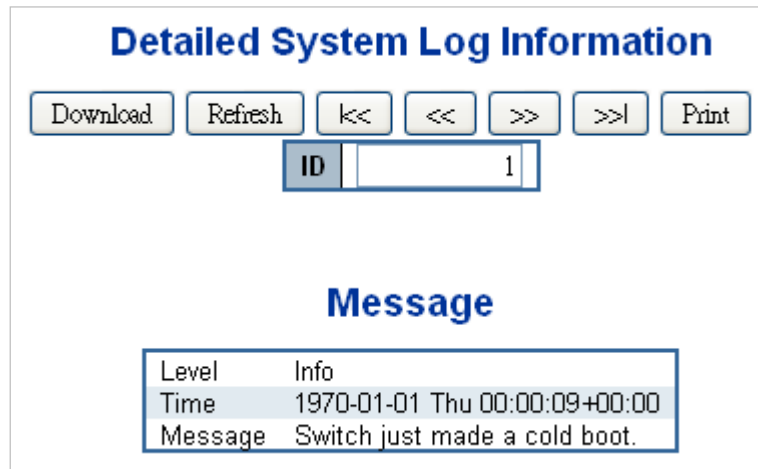 Detailed System Log Information
Download Refresh |<< << >> >>| Print
ID 1
Message
Level Info
Time 1970-01-01 Thu 00:00:09+00:00
Message Switch just made a cold boot.